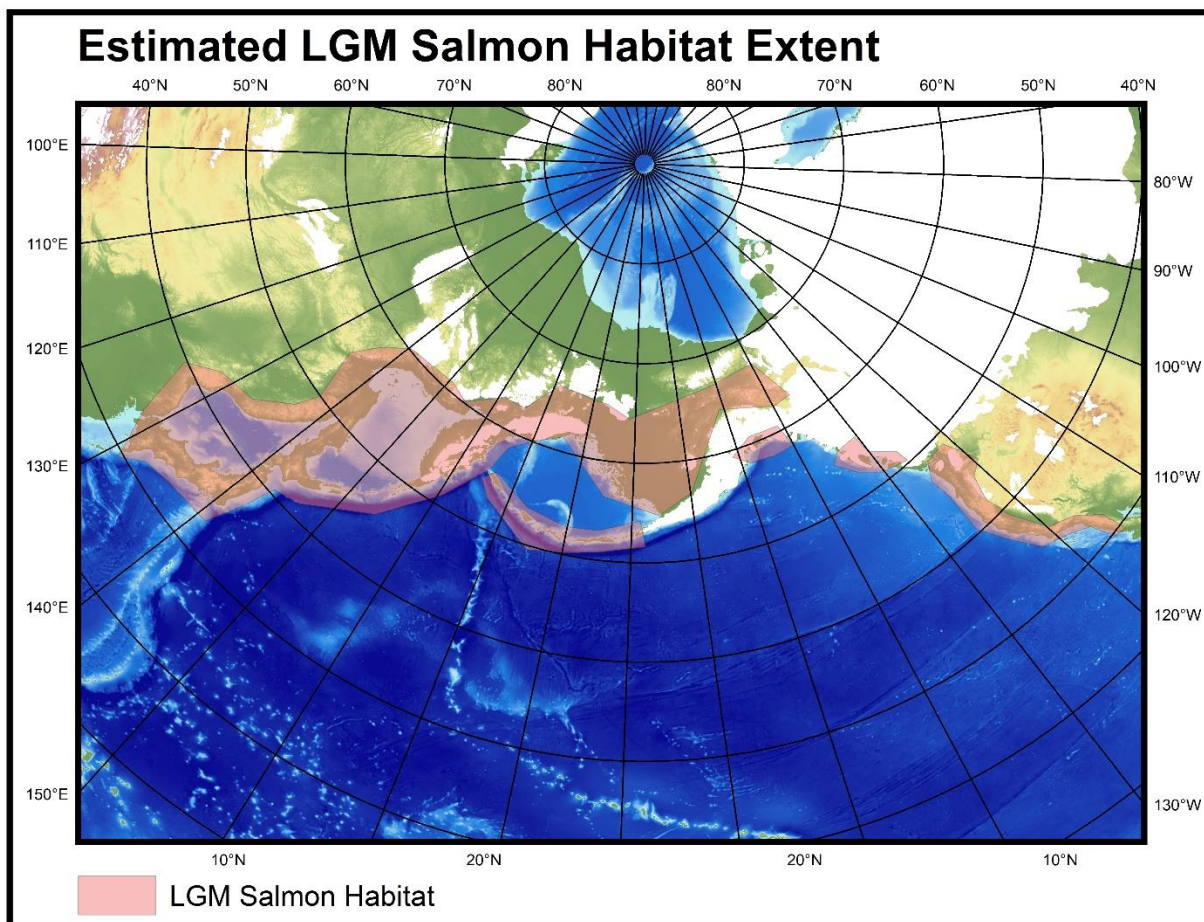 Estimated LGM Salmon Habitat Extent
40°N 50°N 60°N 70°N 80°N 80°N 70°N 60°N 50°N 40°N
100°E
80°W
110°E
90°W
120°E
100°W
130°E
110°W
140°E
120°W
150°E
130°W
10°N 20°N 20°N 10°N
LGM Salmon Habitat